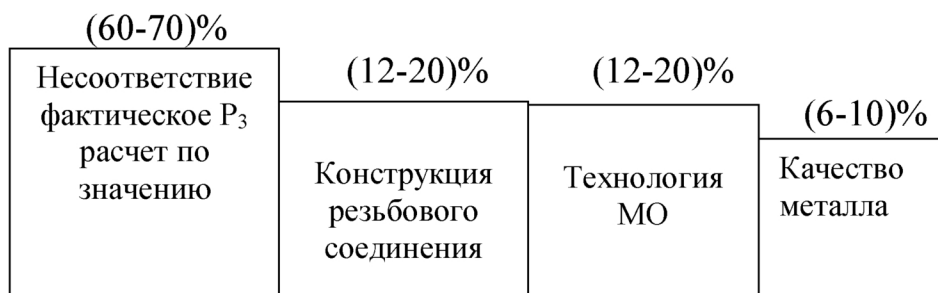 (60-70)%
Несоответствие
фактическое Р₃
расчет по
значению
(12-20)%
Конструкция
резьбового
соединения
(12-20)%
Технология
МО
(6-10)%
Качество
металла